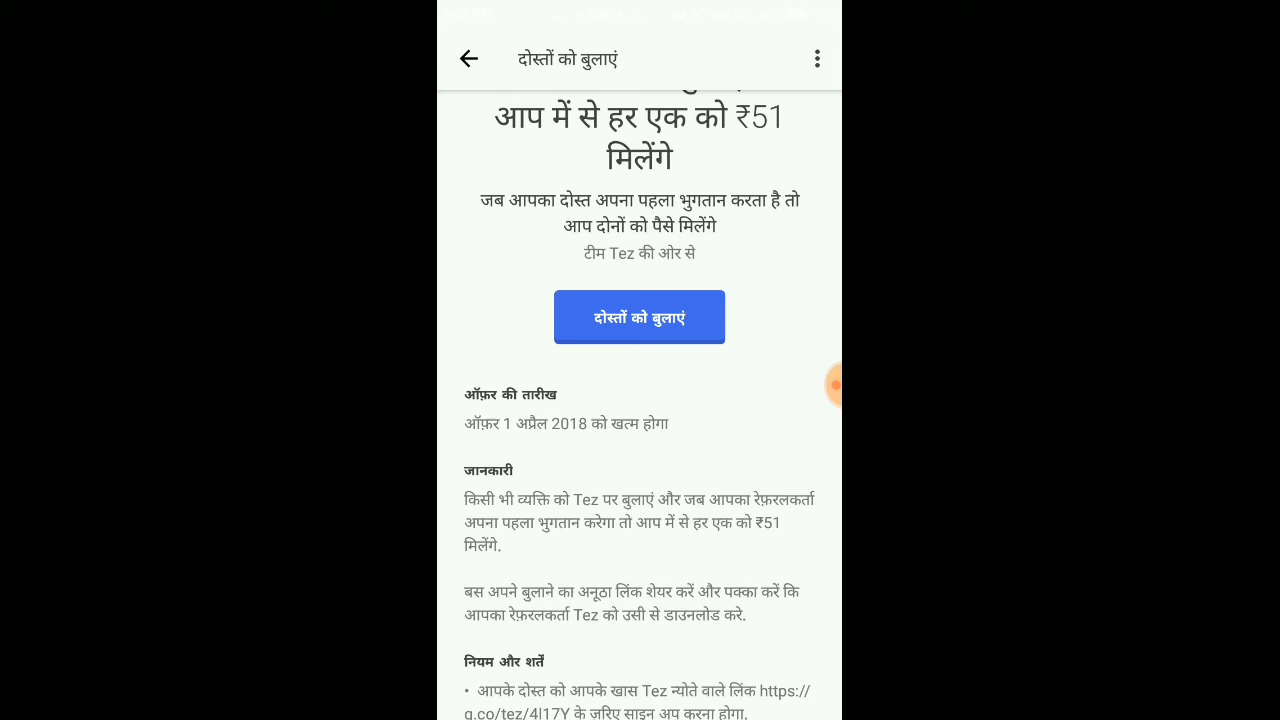 दोस्तों को बुलाएं
आप में से हर एक को ₹51
मिलेंगे
जब आपका दोस्त अपना पहला भुगतान करता है तो
आप दोनों को पैसे मिलेंगे
टीम Tez की ओर से
दोस्तों को बुलाएं
ऑफ़र की तारीख
ऑफ़र 1 अप्रैल 2018 को खत्म होगा
जानकारी
किसी भी व्यक्ति को Tez पर बुलाएं और जब आपका रेफ़रलकर्ता
अपना पहला भुगतान करेगा तो आप में से हर एक को ₹51
मिलेंगे.
बस अपने बुलाने का अनूठा लिंक शेयर करें और पक्का करें कि
आपका रेफ़रलकर्ता Tez को उसी से डाउनलोड करे.
नियम और शर्तें
• आपके दोस्त को आपके खास Tez न्योते वाले लिंक https://
g.co/tez/4l17Y के जरिए साइन अप करना होगा.